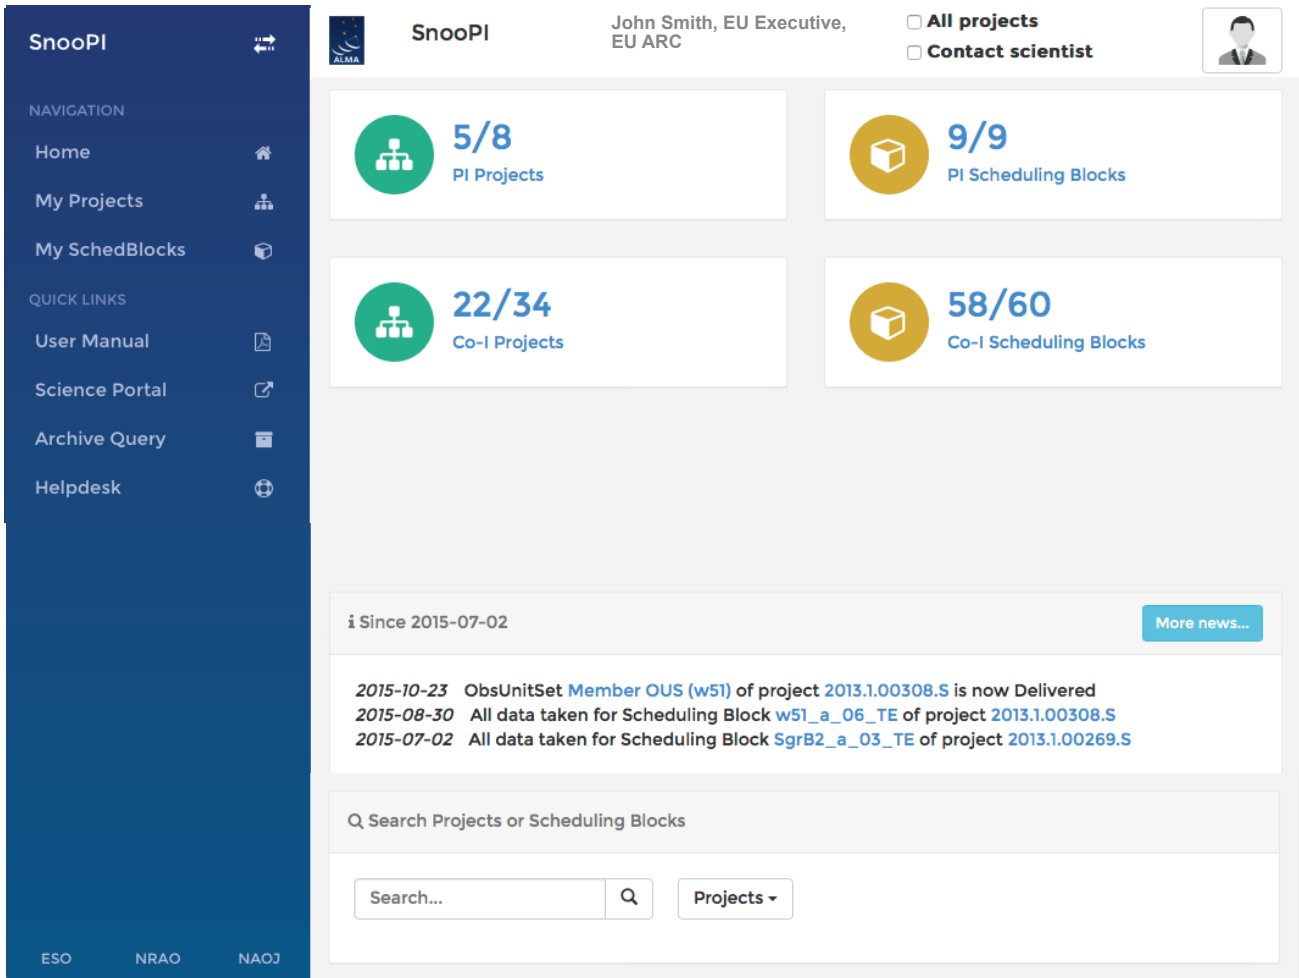 SnooPI
NAVIGATION
Home
My Projects
My SchedBlocks
QUICK LINKS
User Manual
Science Portal
Archive Query
Helpdesk
ESO NRAO NAOJ
ALMA
SnooPI
John Smith, EU Executive,
EU ARC
All projects
Contact scientist
5/8
PI Projects
9/9
PI Scheduling Blocks
22/34
Co-I Projects
58/60
Co-I Scheduling Blocks
i Since 2015-07-02
More news...
2015-10-23 ObsUnitSet Member OUS (w51) of project 2013.1.00308.S is now Delivered
2015-08-30 All data taken for Scheduling Block w51_a_06_TE of project 2013.1.00308.S
2015-07-02 All data taken for Scheduling Block SgrB2_a_03_TE of project 2013.1.00269.S
Search Projects or Scheduling Blocks
Search...
Projects